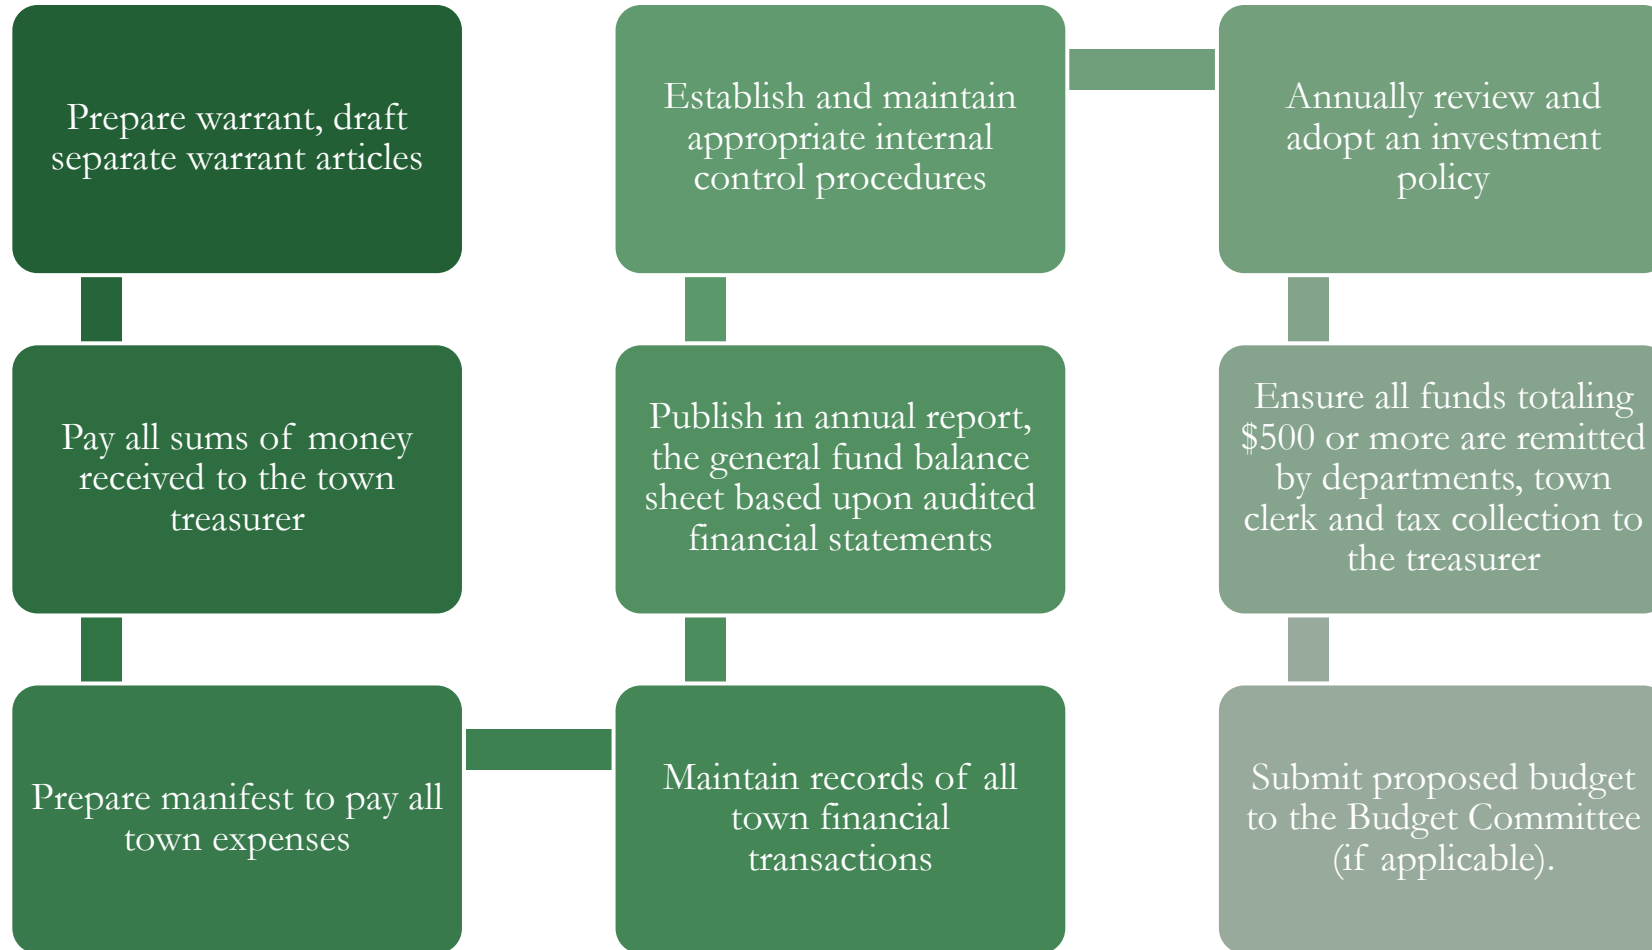 Prepare warrant, draft
separate warrant articles
Pay all sums of money
received to the town
treasurer
Prepare manifest to pay all
town expenses
Maintain records of all
town financial
transactions
Publish in annual report,
the general fund balance
sheet based upon audited
financial statements
Establish and maintain
appropriate internal
control procedures
Annually review and
adopt an investment
policy
Ensure all funds totaling
$500 or more are remitted
by departments, town
clerk and tax collection to
the treasurer
Submit proposed budget
to the Budget Committee
(if applicable).